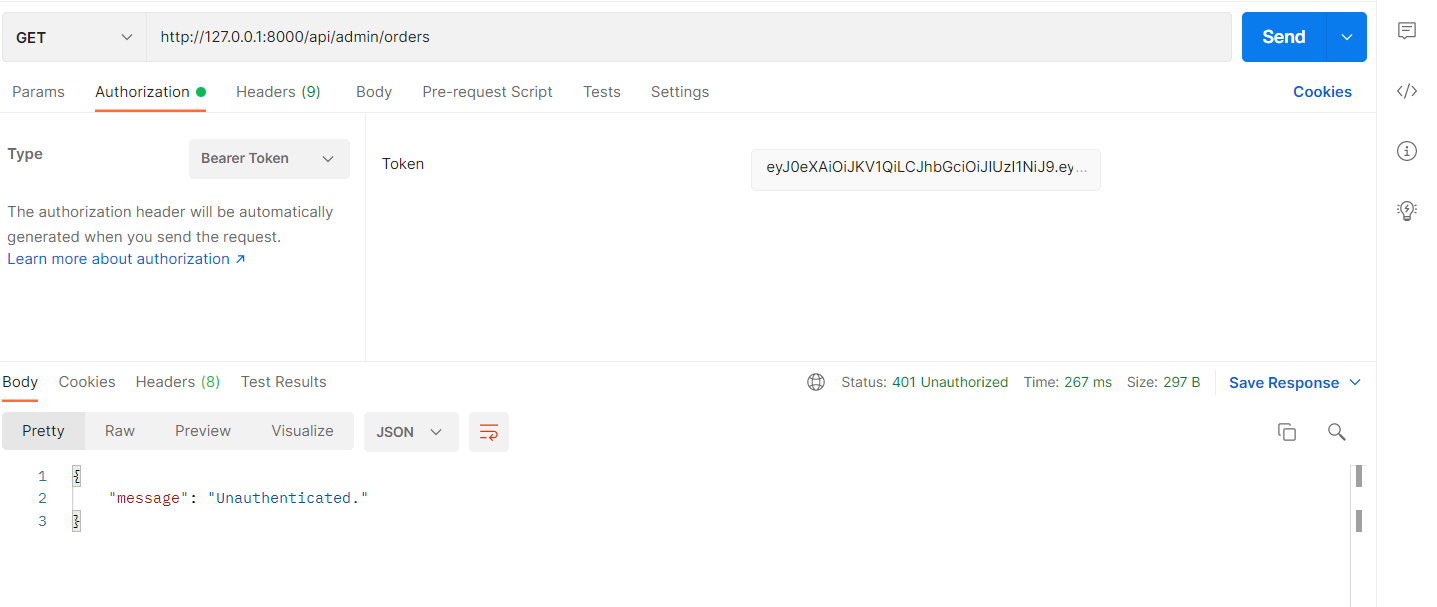 GET http://127.0.0.1:8000/api/admin/orders Send
Params Authorization Headers (9) Body Pre-request Script Tests Settings Cookies
Type Bearer Token
The authorization header will be automatically
generated when you send the request.
Learn more about authorization ↗
Token eyJ0eXAiOiJKV1QiLCJhbGciOiJIUzI1NiJ9.ey...
Body Cookies Headers (8) Test Results Status: 401 Unauthorized Time: 267 ms Size: 297 B Save Response
Pretty Raw Preview Visualize JSON
1 {
2 "message": "Unauthenticated."
3 }